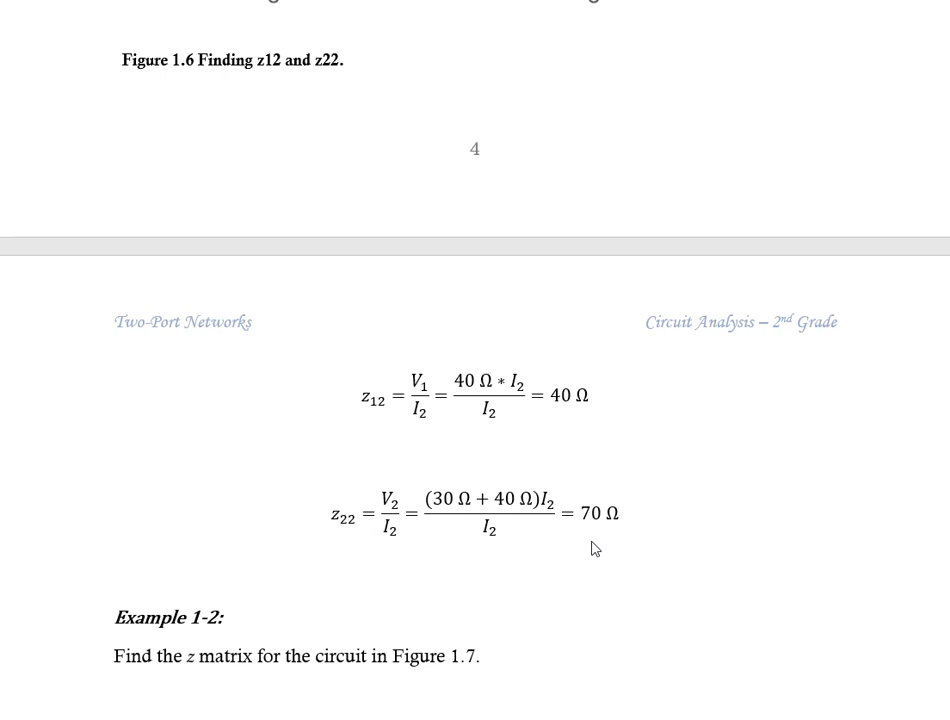 Figure 1.6 Finding z12 and z22.
4
Two-Port Networks
Circuit Analysis – 2nd Grade
z₁₂ = V₁/I₂ = 40 Ω * I₂/I₂ = 40 Ω
z₂₂ = V₂/I₂ = (30 Ω + 40 Ω)I₂/I₂ = 70 Ω
Example 1-2:
Find the z matrix for the circuit in Figure 1.7.